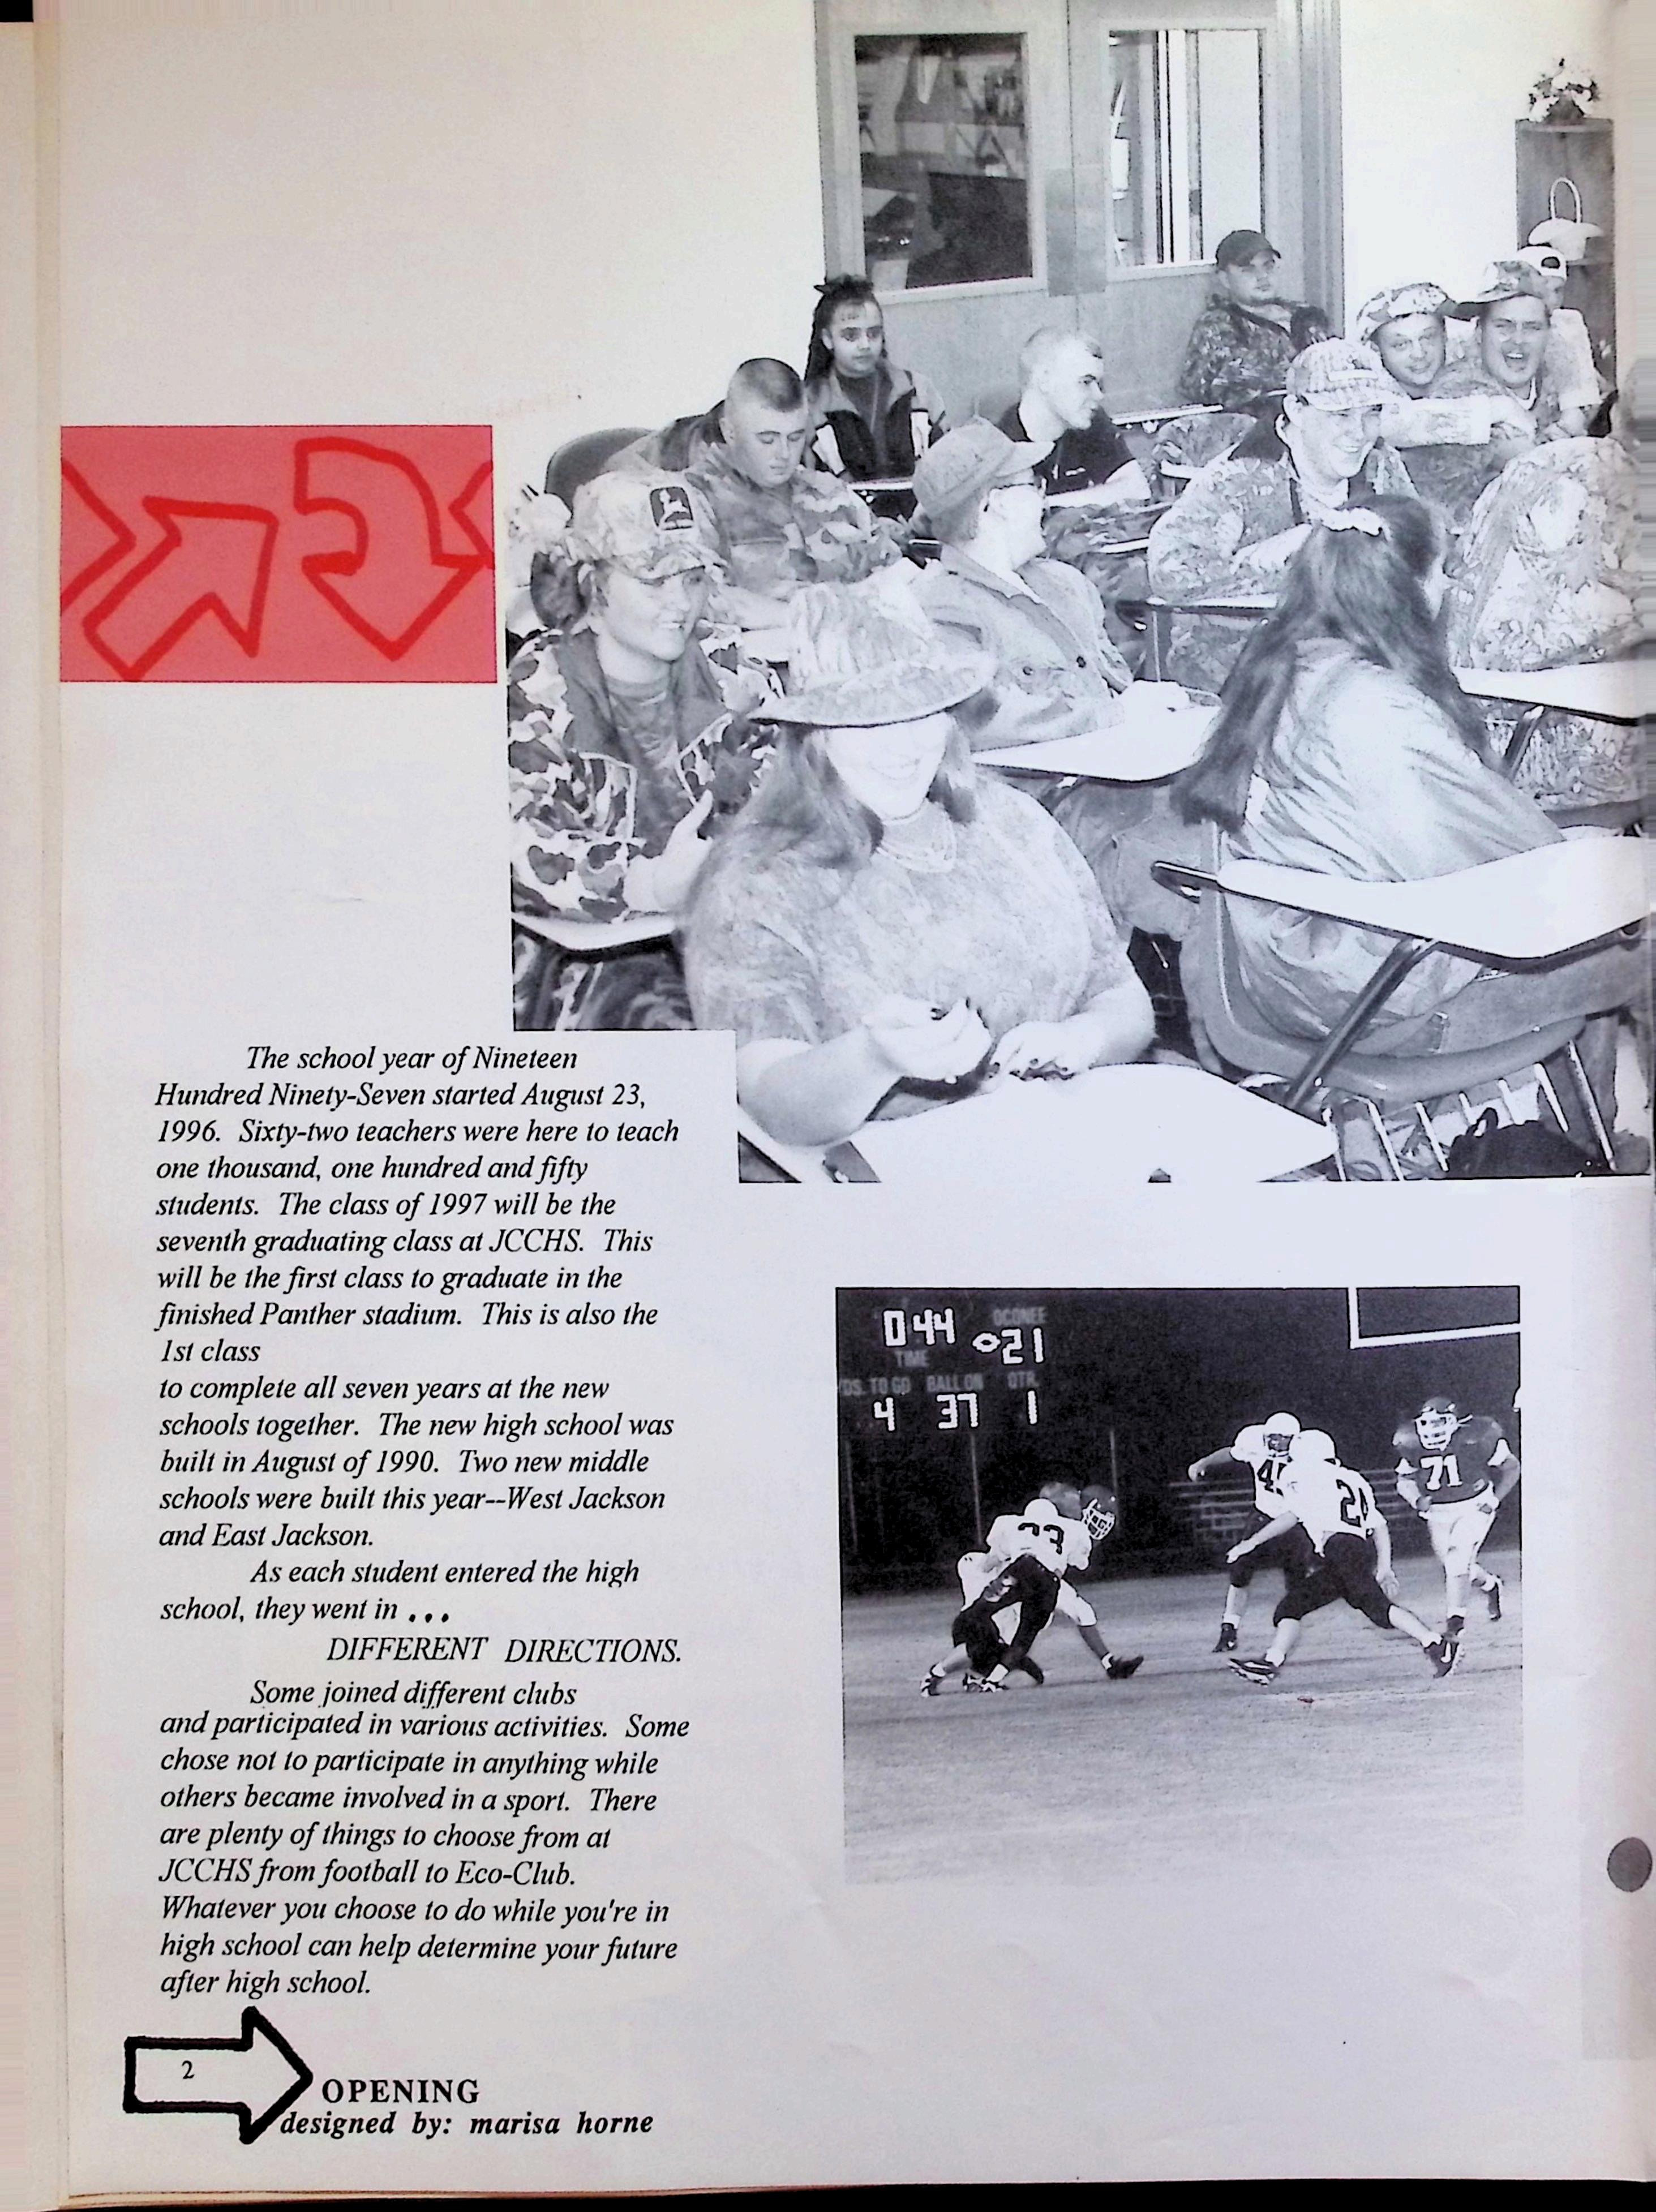 The school year of Nineteen
Hundred Ninety-Seven started August 23,
1996. Sixty-two teachers were here to teach
one thousand, one hundred and fifty
students. The class of 1997 will be the
seventh graduating class at JCCHS. This
will be the first class to graduate in the
finished Panther stadium. This is also the
1st class
to complete all seven years at the new
schools together. The new high school was
built in August of 1990. Two new middle
schools were built this year--West Jackson
and East Jackson.
As each student entered the high
school, they went in ...
DIFFERENT DIRECTIONS.
Some joined different clubs
and participated in various activities. Some
chose not to participate in anything while
others became involved in a sport. There
are plenty of things to choose from at
JCCHS from football to Eco-Club.
Whatever you choose to do while you're in
high school can help determine your future
after high school.
2
OPENING
designed by: marisa horne
0 44 OCONEE
TIME 21
TO GO BALL ON QTR
4 37 1
33
71